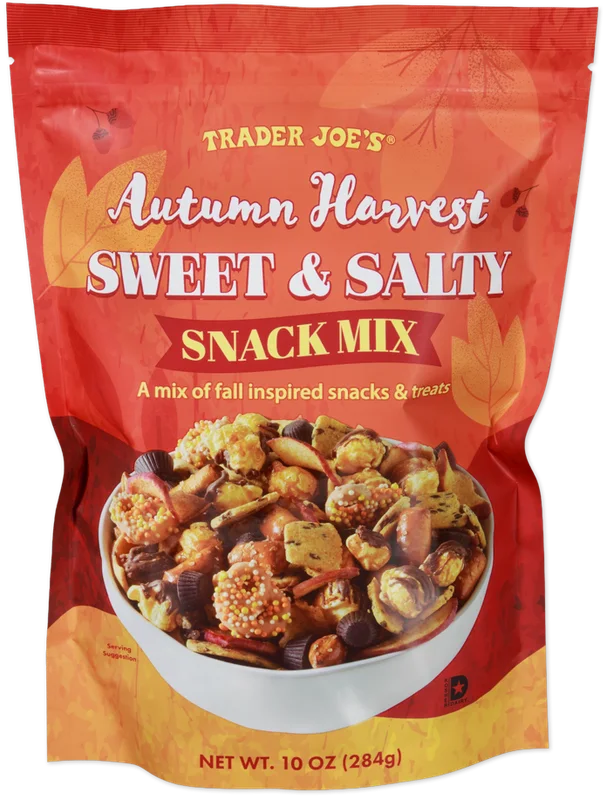 TRADER JOE'S®
Autumn Harvest
SWEET & SALTY
SNACK MIX
A mix of fall inspired snacks & treats
Serving
Suggestion
D
NET WT. 10 OZ (284g)